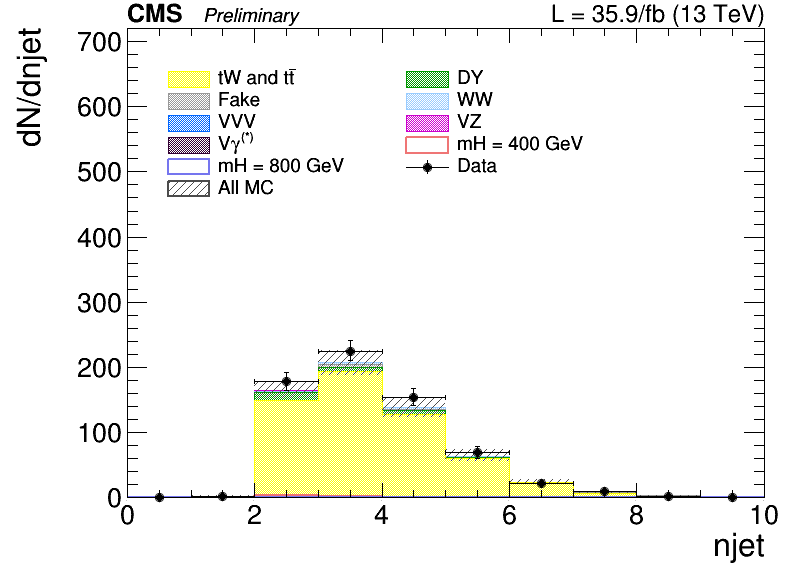 CMS Preliminary L = 35.9/fb (13 TeV)
dN/dnjet
700
600
500
400
300
200
100
0
tW and tt̄ DY
Fake WW
VVV VZ
Vγ(*) mH = 400 GeV
mH = 800 GeV Data
All MC
0 2 4 6 8 10
njet